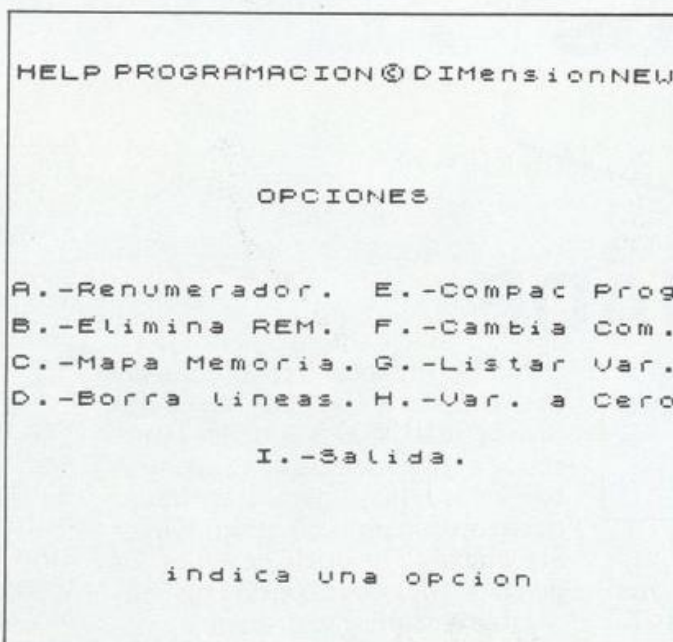 HELP PROGRAMACION © DIMensionNEW
OPCIONES
A.-Renumerador. E.-Compac Prog
B.-Elimina REM. F.-Cambia Com.
C.-Mapa Memoria. G.-Listar Var.
D.-Borra lineas. H.-Var. a Cero
I.-Salida.
indica una opcion